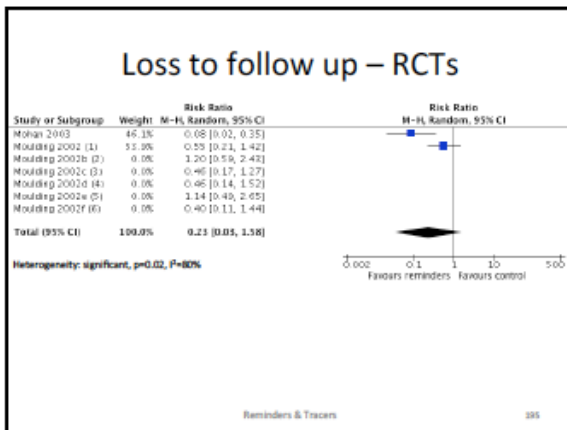 Loss to follow up – RCTs
Risk Ratio Risk Ratio
Study or Subgroup Weight M-H, Random, 95% CI M-H, Random, 95% CI
Mohan 2003 46.1% 0.08 [0.02, 0.35]
Moulding 2002 (1) 53.9% 0.55 [0.21, 1.42]
Moulding 2002b (2) 0.0% 1.20 [0.59, 2.43]
Moulding 2002c (3) 0.0% 0.46 [0.17, 1.27]
Moulding 2002d (4) 0.0% 0.46 [0.14, 1.52]
Moulding 2002e (5) 0.0% 1.14 [0.49, 2.65]
Moulding 2002f (6) 0.0% 0.40 [0.11, 1.44]
Total (95% CI) 100.0% 0.23 [0.03, 1.58]
Heterogeneity: significant, p=0.02, I²=80%
0.002 0.1 1 10 500
Favours reminders Favours control
Reminders & Tracers 195